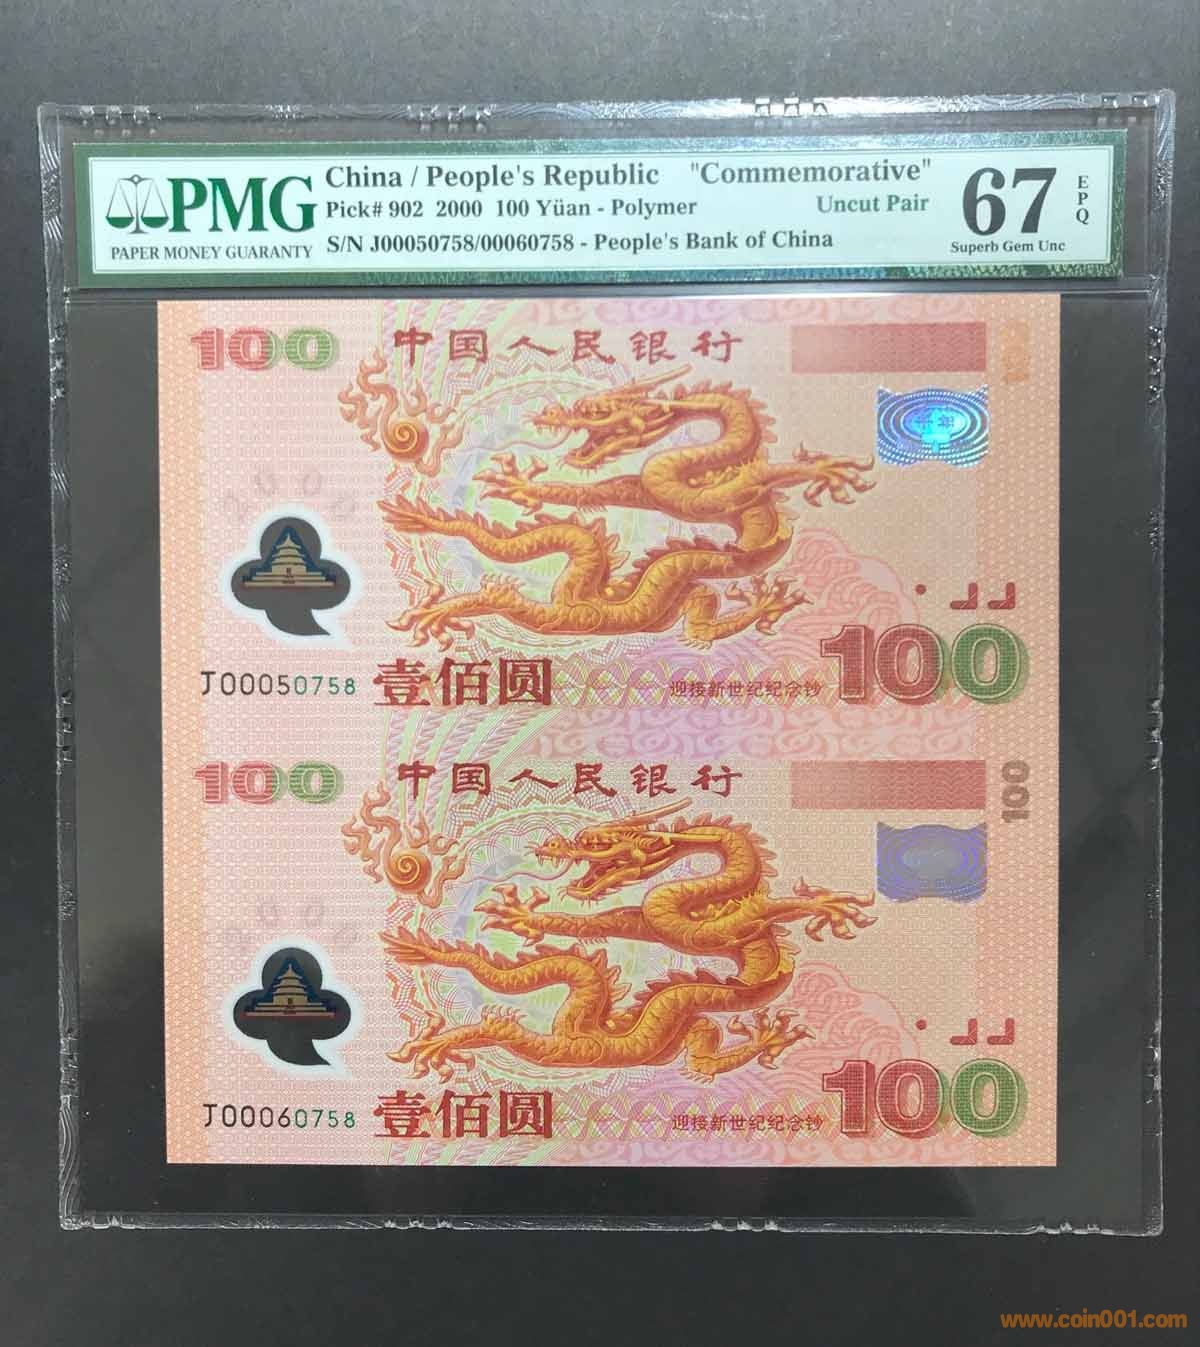 PMG
PAPER MONEY GUARANTY
China / People's Republic "Commemorative"
Pick# 902 2000 100 Yüan - Polymer Uncut Pair
S/N J00050758/00060758 - People's Bank of China
67 EPQ
Superb Gem Unc
100 中国人民银行
J00050758 壹佰圆 迎接新世纪纪念钞 100
100 中国人民银行
100
J00060758 壹佰圆 迎接新世纪纪念钞 100
www.coin001.com